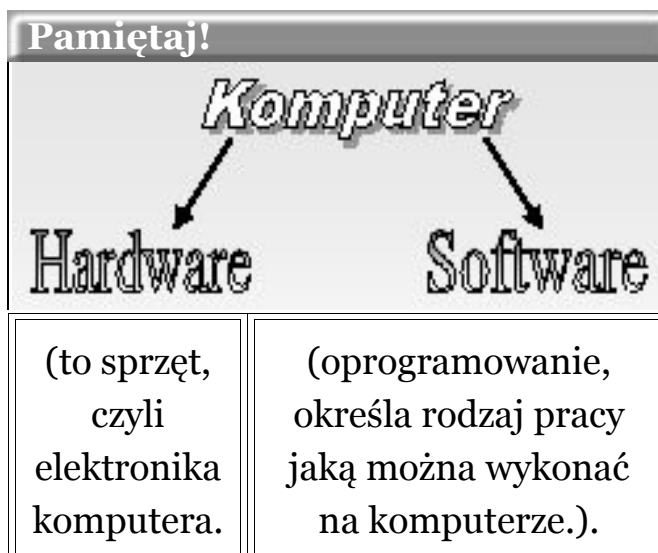 Pamiętaj!
Komputer
Hardware Software
(to sprzęt,
czyli
elektronika
komputera.
(oprogramowanie,
określa rodzaj pracy
jaką można wykonać
na komputerze.).